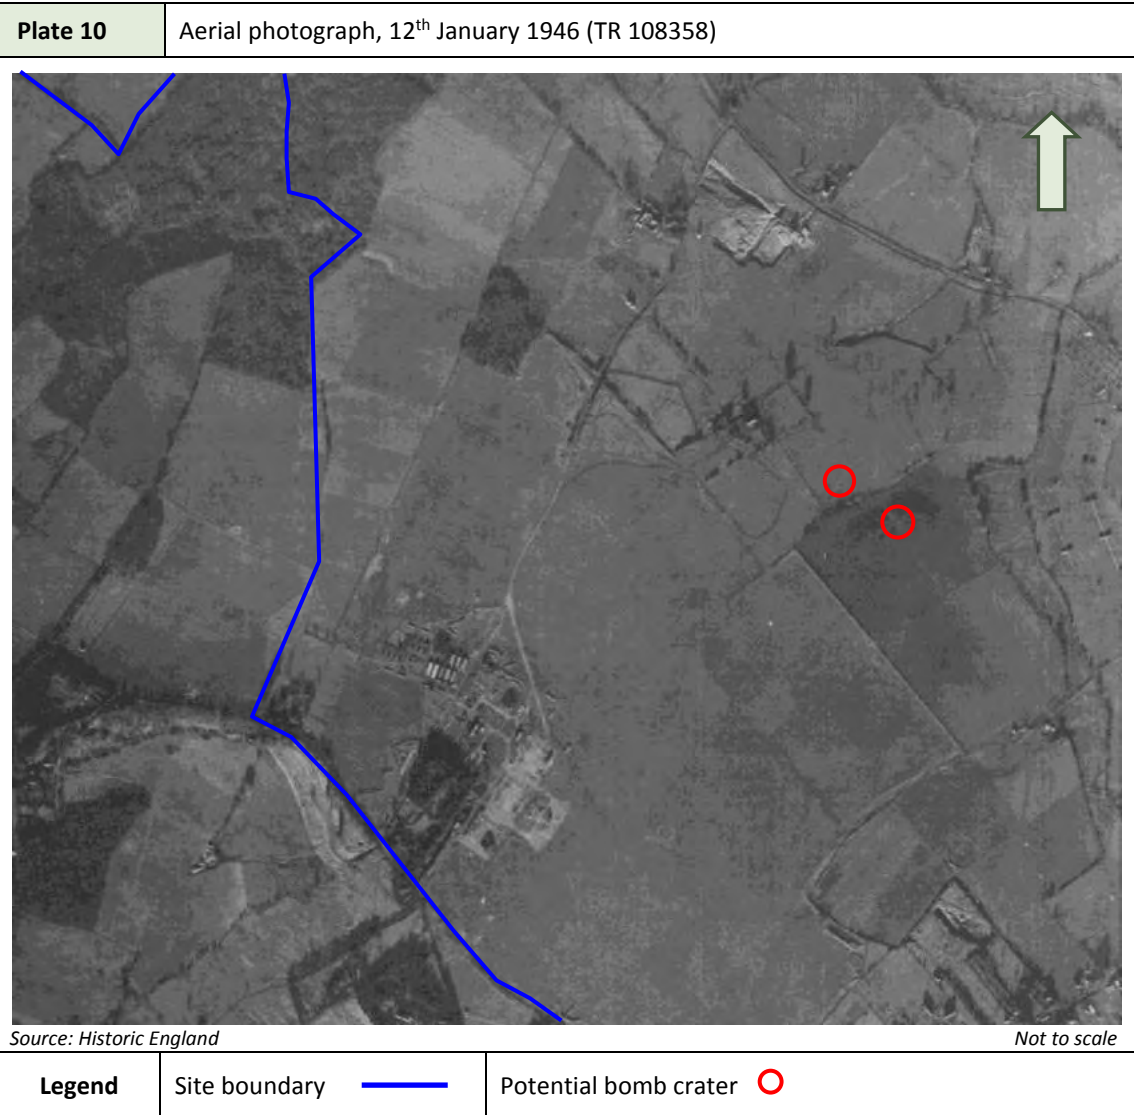 Plate 10
Aerial photograph, 12th January 1946 (TR 108358)
Source: Historic England
Not to scale
Legend
Site boundary
Potential bomb crater